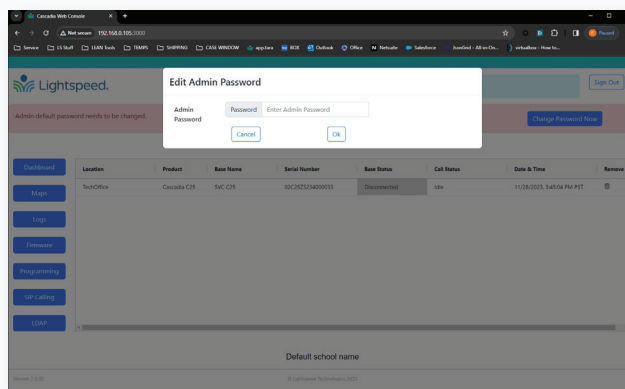 Cascadia Web Console
Not secure 192.168.0.105:3000
Service LS Stuff LEAN Tools TEMPS SHIPPING CASE WINDOW BOX Outlook Office Netsuite Salesforce virtualbox - How to...
Lightspeed.
Sign Out
Edit Admin Password
Admin Password
Password Enter Admin Password
Cancel Ok
Admin default password needs to be changed.
Change Password Now
Dashboard
Maps
Logs
Firmware
Programming
SIP Calling
LDAP
Location Product Base Name Serial Number Base Status Call Status Date & Time Remove
TechOffice Cascadia C25 SVC C25 Disconnected Idle 11/28/2023, 3:45:04 PM PST
Default school name
© Lightspeed Technologies, 2023